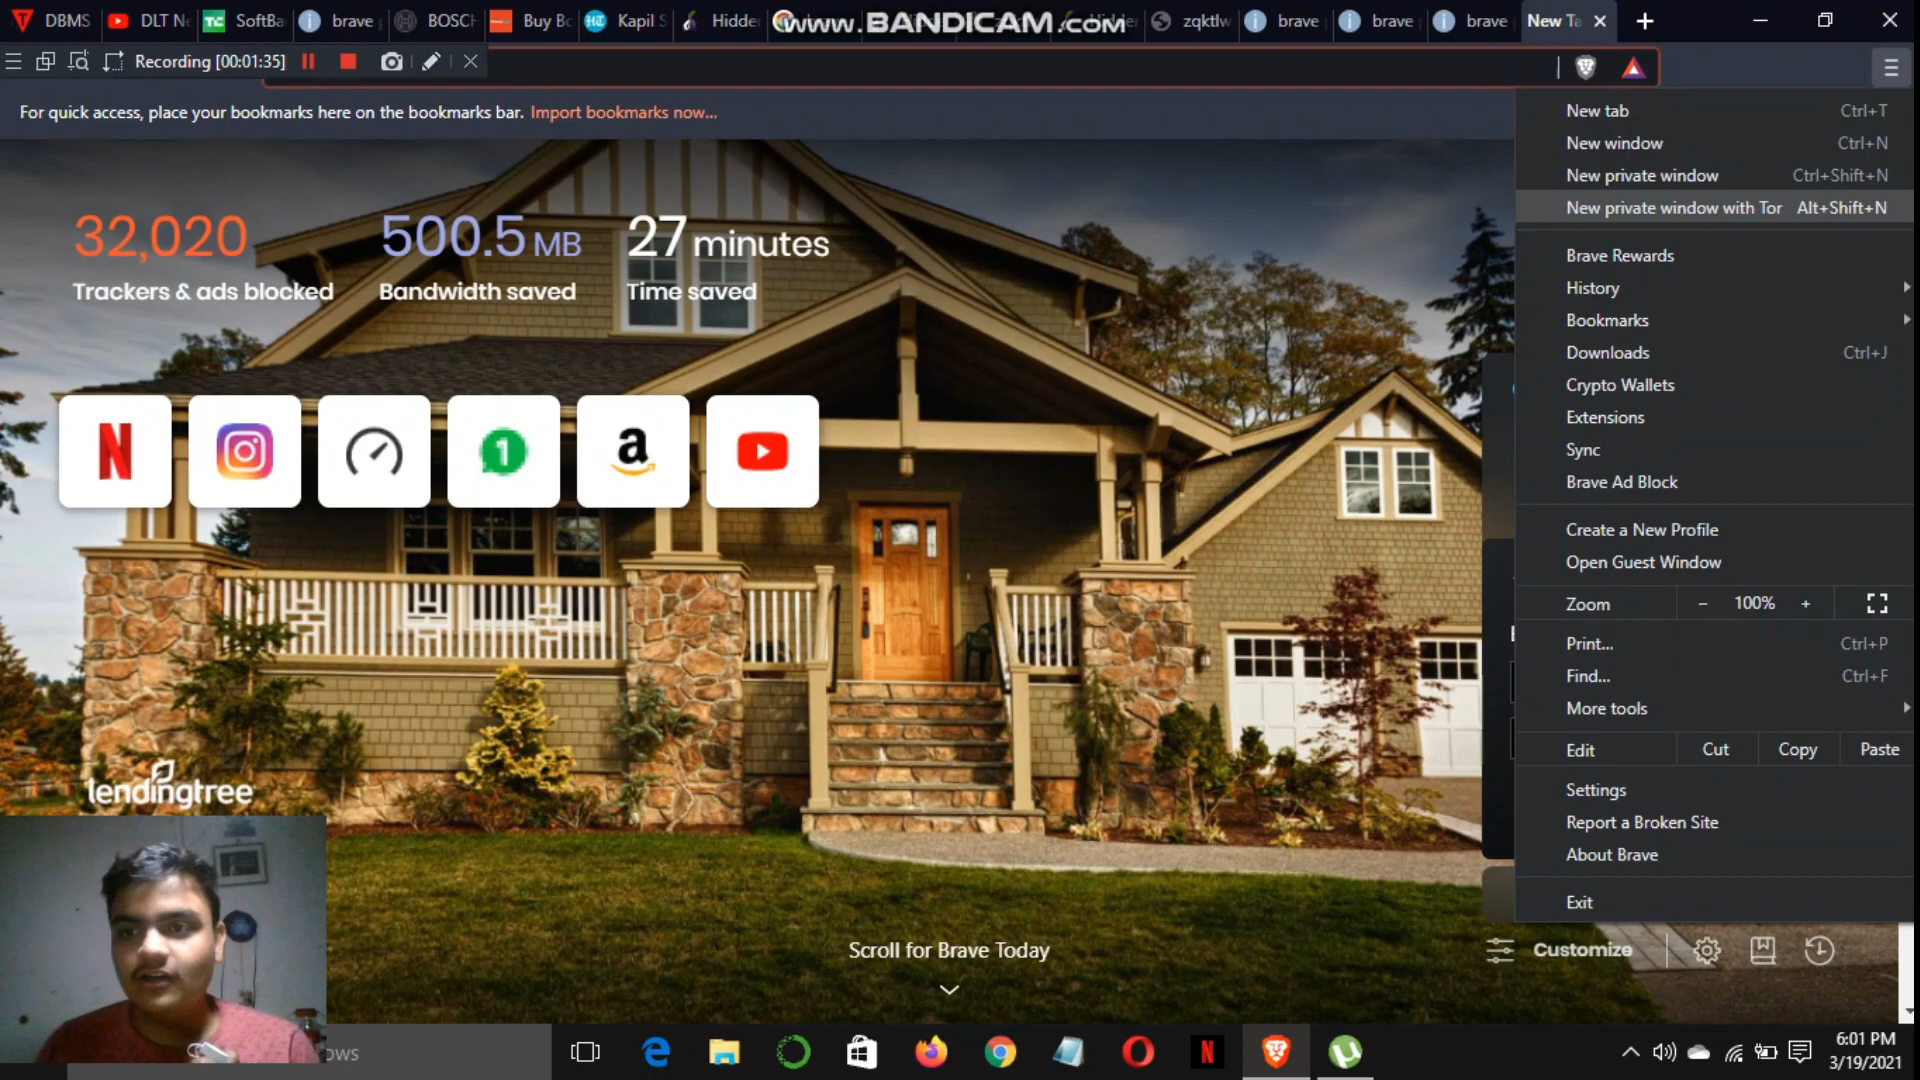 DBMS
DLT Ne
SoftBa
brave
BOSCH
Buy Bo
Kapil S
Hidde
www.BANDICAM.com
zqktlw
brave
brave
brave
New Ta
Recording [00:01:35]
For quick access, place your bookmarks here on the bookmarks bar. Import bookmarks now...
32,020
Trackers & ads blocked
500.5 MB
Bandwidth saved
27 minutes
Time saved
lendingtree
Scroll for Brave Today
Customize
New tab Ctrl+T
New window Ctrl+N
New private window Ctrl+Shift+N
New private window with Tor Alt+Shift+N
Brave Rewards
History
Bookmarks
Downloads Ctrl+J
Crypto Wallets
Extensions
Sync
Brave Ad Block
Create a New Profile
Open Guest Window
Zoom - 100% +
Print... Ctrl+P
Find... Ctrl+F
More tools
Edit Cut Copy Paste
Settings
Report a Broken Site
About Brave
Exit
ows
6:01 PM
3/19/2021